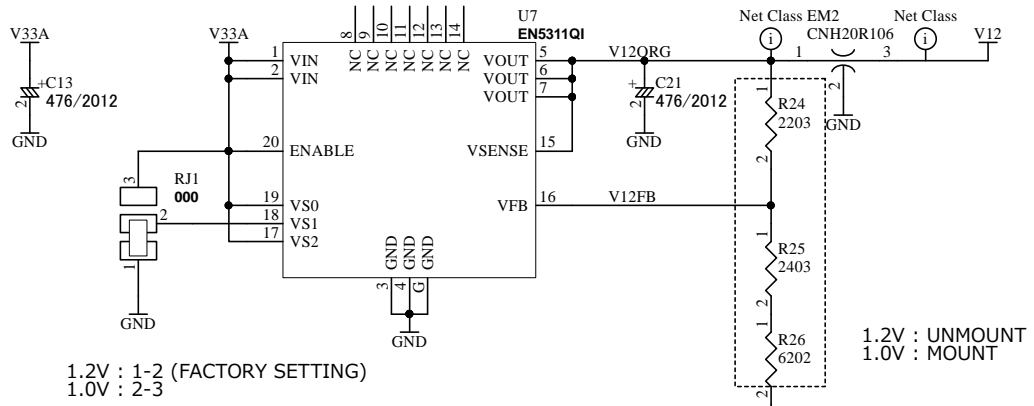 V33A
+ C13
2
476/2012
GND
V33A
8
9
10
11
12
13
14
NC
NC
NC
NC
NC
NC
NC
U7
EN5311QI
1
VIN
2
VIN
20
ENABLE
19
VS0
18
VS1
17
VS2
VOUT
5
VOUT
6
VOUT
7
VSENSE
15
VFB
16
GND
GND
GND
3
4
G
GND
3
RJ1
000
2
1
GND
V12ORG
+ C21
2
476/2012
GND
V12FB
Net Class EM2
i
CNH20R106
1
3
2
GND
Net Class
i
V12
1
R24
2203
2
1
R25
2403
2
1
R26
6202
2
1.2V : UNMOUNT
1.0V : MOUNT
1.2V : 1-2 (FACTORY SETTING)
1.0V : 2-3